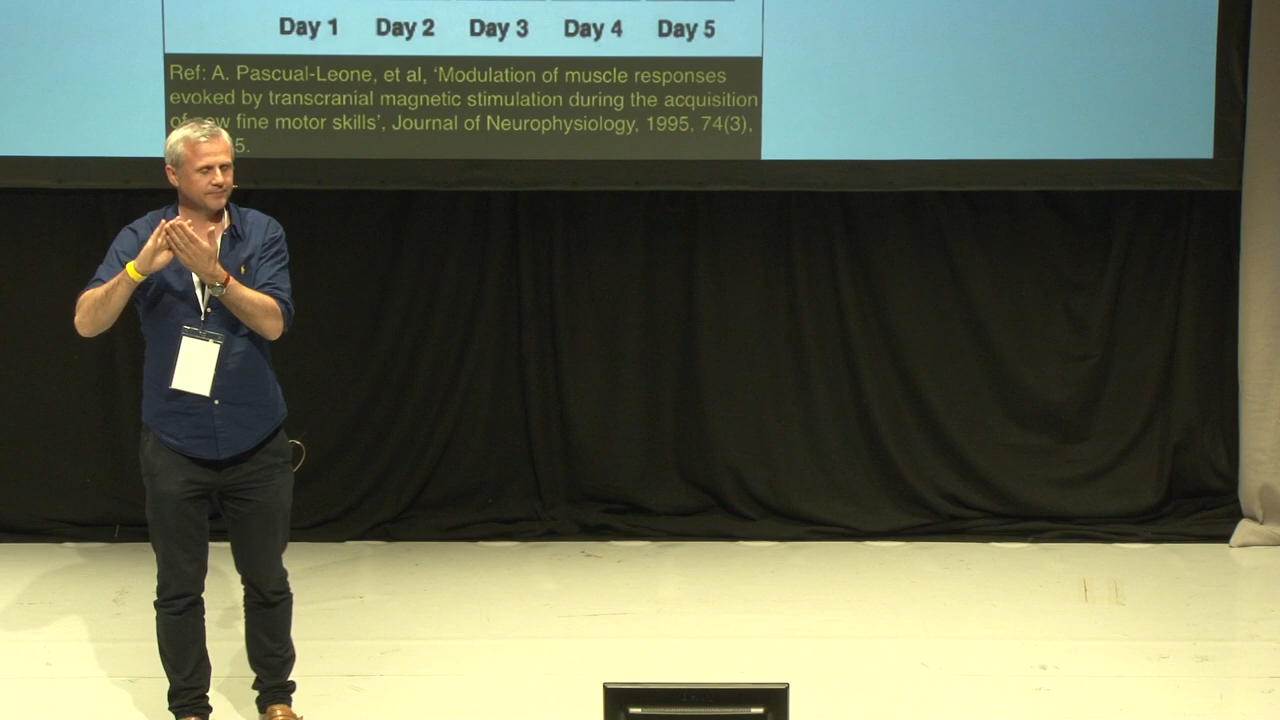 Day 1 Day 2 Day 3 Day 4 Day 5
Ref: A. Pascual-Leone, et al, ‘Modulation of muscle responses
evoked by transcranial magnetic stimulation during the acquisition
of fine motor skills’, Journal of Neurophysiology, 1995, 74(3),
5.